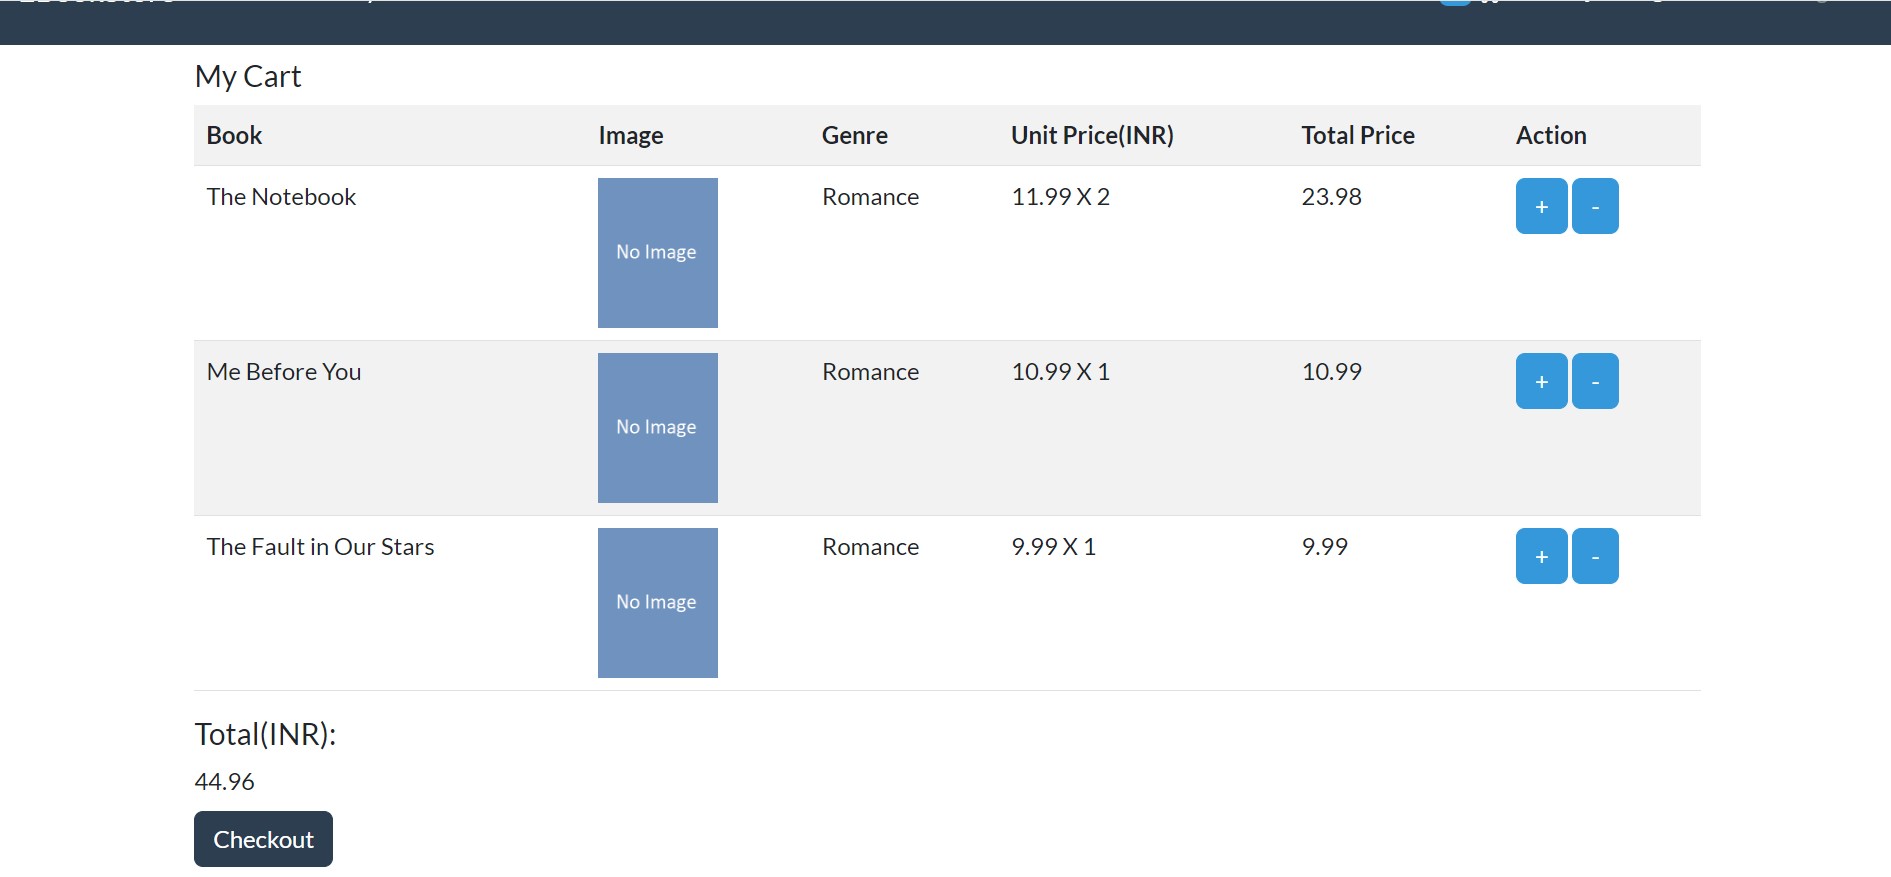 My Cart
Book Image Genre Unit Price(INR) Total Price Action
The Notebook No Image Romance 11.99 X 2 23.98 + -
Me Before You No Image Romance 10.99 X 1 10.99 + -
The Fault in Our Stars No Image Romance 9.99 X 1 9.99 + -
Total(INR):
44.96
Checkout